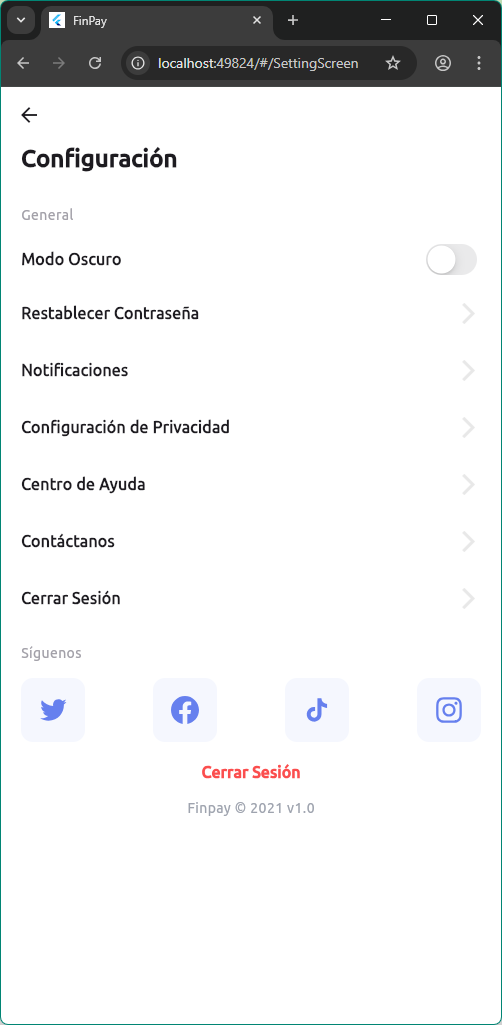 FinPay
localhost:49824/#/SettingScreen
Configuración
General
Modo Oscuro
Restablecer Contraseña
Notificaciones
Configuración de Privacidad
Centro de Ayuda
Contáctanos
Cerrar Sesión
Síguenos
Cerrar Sesión
Finpay © 2021 v1.0